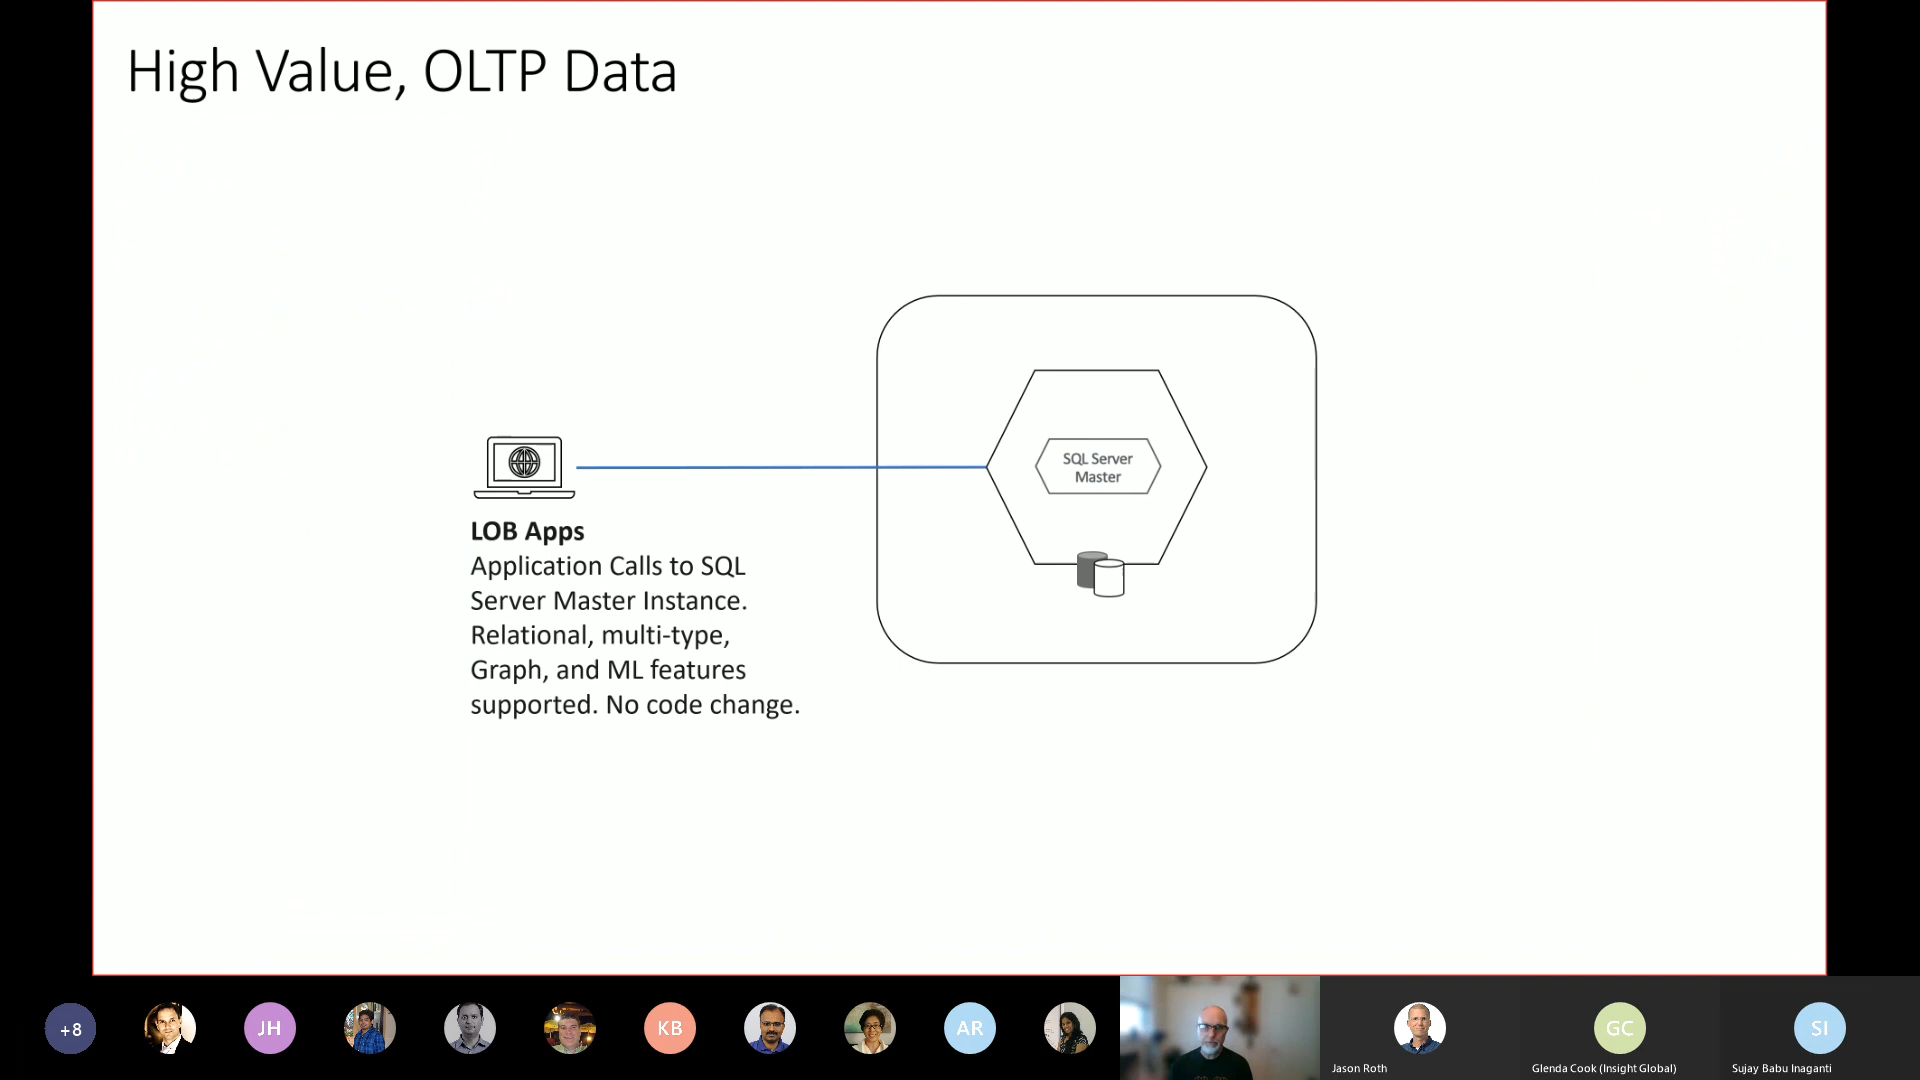 High Value, OLTP Data
SQL Server
Master
LOB Apps
Application Calls to SQL
Server Master Instance.
Relational, multi-type,
Graph, and ML features
supported. No code change.
+8
JH
KB
AR
GC
SI
Jason Roth
Glenda Cook (Insight Global)
Sujay Babu Inaganti